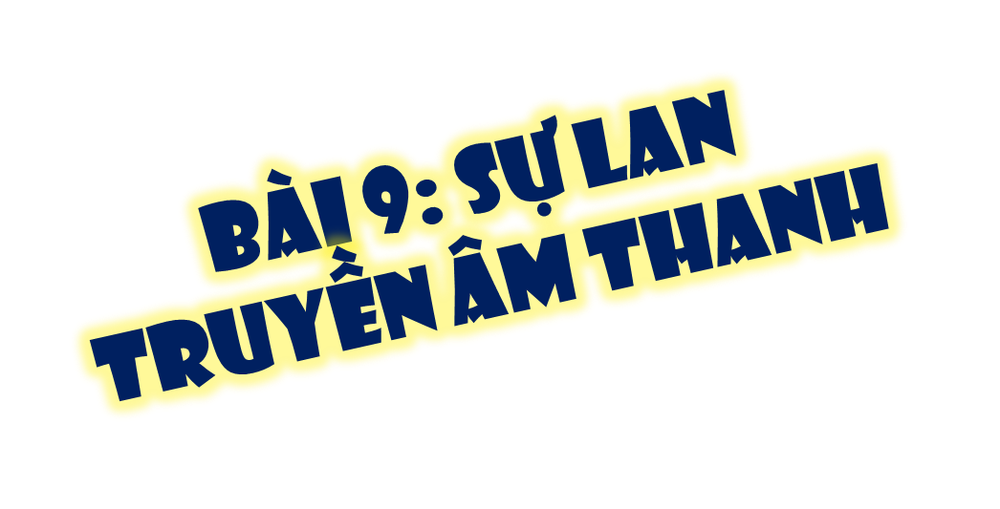 BÀI 9: SỰ LAN
TRUYỀN ÂM THANH